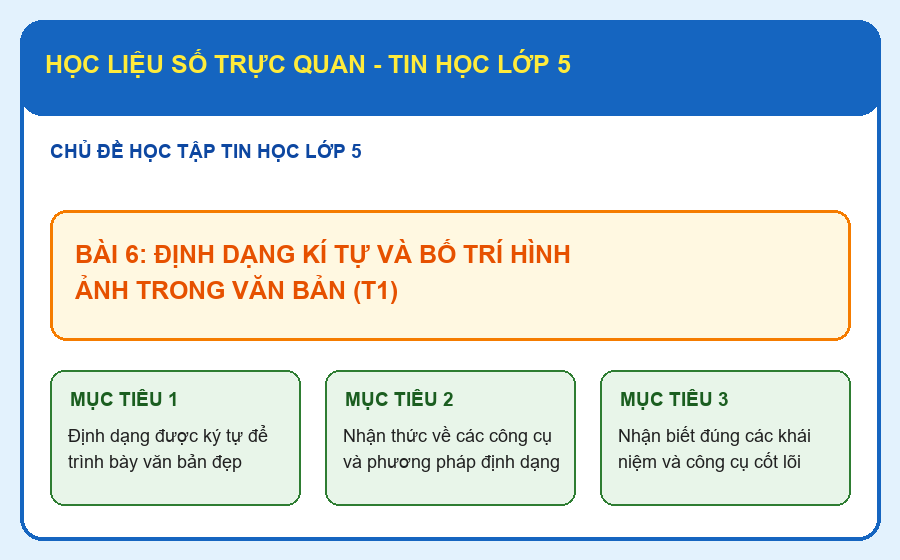 HỌC LIỆU SỐ TRỰC QUAN - TIN HỌC LỚP 5
CHỦ ĐỀ HỌC TẬP TIN HỌC LỚP 5
BÀI 6: ĐỊNH DẠNG KÍ TỰ VÀ BỐ TRÍ HÌNH
ẢNH TRONG VĂN BẢN (T1)
MỤC TIÊU 1
Định dạng được ký tự để
trình bày văn bản đẹp
MỤC TIÊU 2
Nhận thức về các công cụ
và phương pháp định dạng
MỤC TIÊU 3
Nhận biết đúng các khái
niệm và công cụ cốt lõi